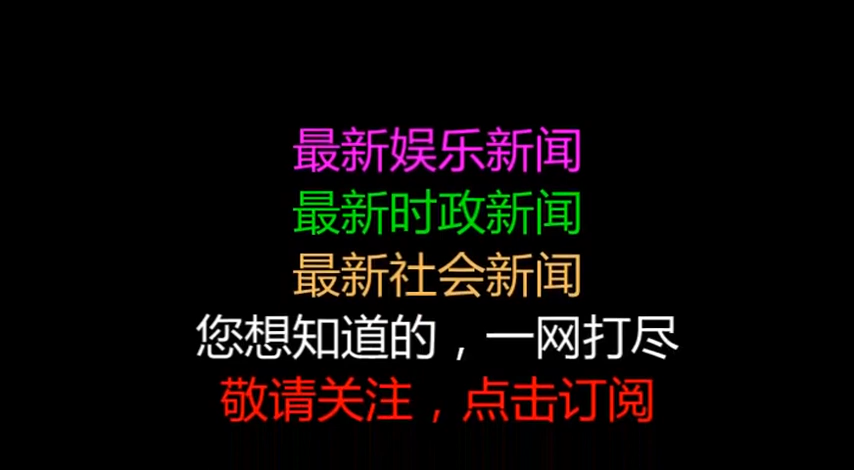 最新娱乐新闻
最新时政新闻
最新社会新闻
您想知道的，一网打尽
敬请关注，点击订阅